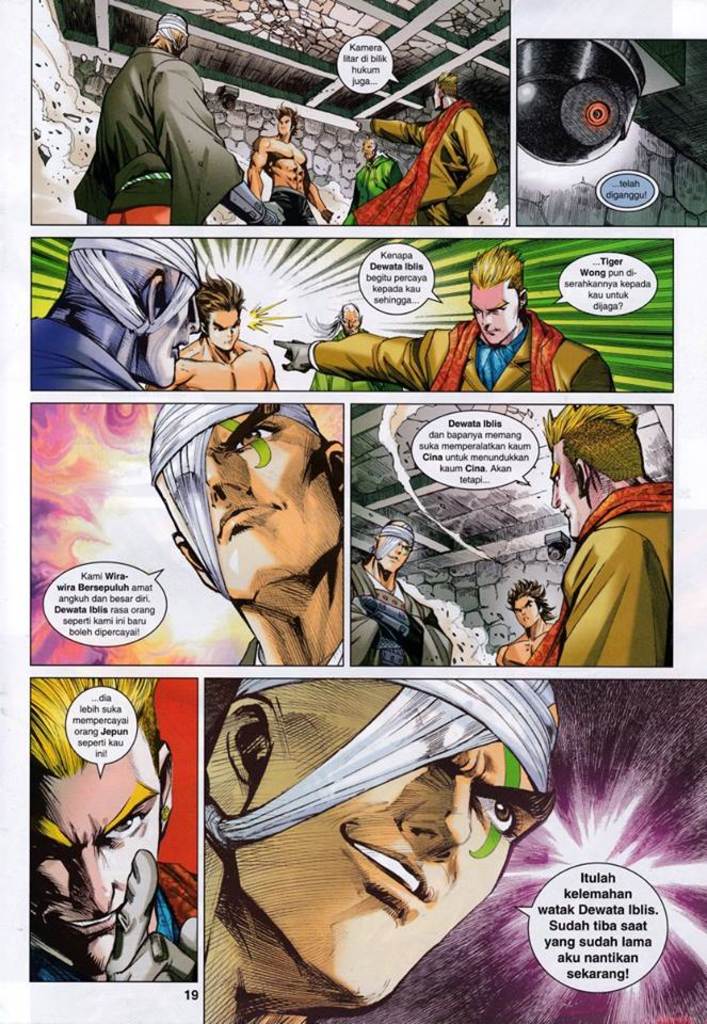 Kamera
litar di bilik
hukum
juga...
...telah
diganggu!
Kenapa
Dewata Iblis
begitu percaya
kepada kau
sehingga...
...Tiger
Wong pun di-
serahkannya kepada
kau untuk
dijaga?
Kami Wira-
wira Bersepuluh amat
angkuh dan besar diri.
Dewata Iblis rasa orang
seperti kami ini baru
boleh dipercayai!
Dewata Iblis
dan bapanya memang
suka memperalatkan kaum
Cina untuk menundukkan
kaum Cina. Akan
tetapi...
...dia
lebih suka
mempercayai
orang Jepun
seperti kau
ini!
Itulah
kelemahan
watak Dewata Iblis.
Sudah tiba saat
yang sudah lama
aku nantikan
sekarang!
19